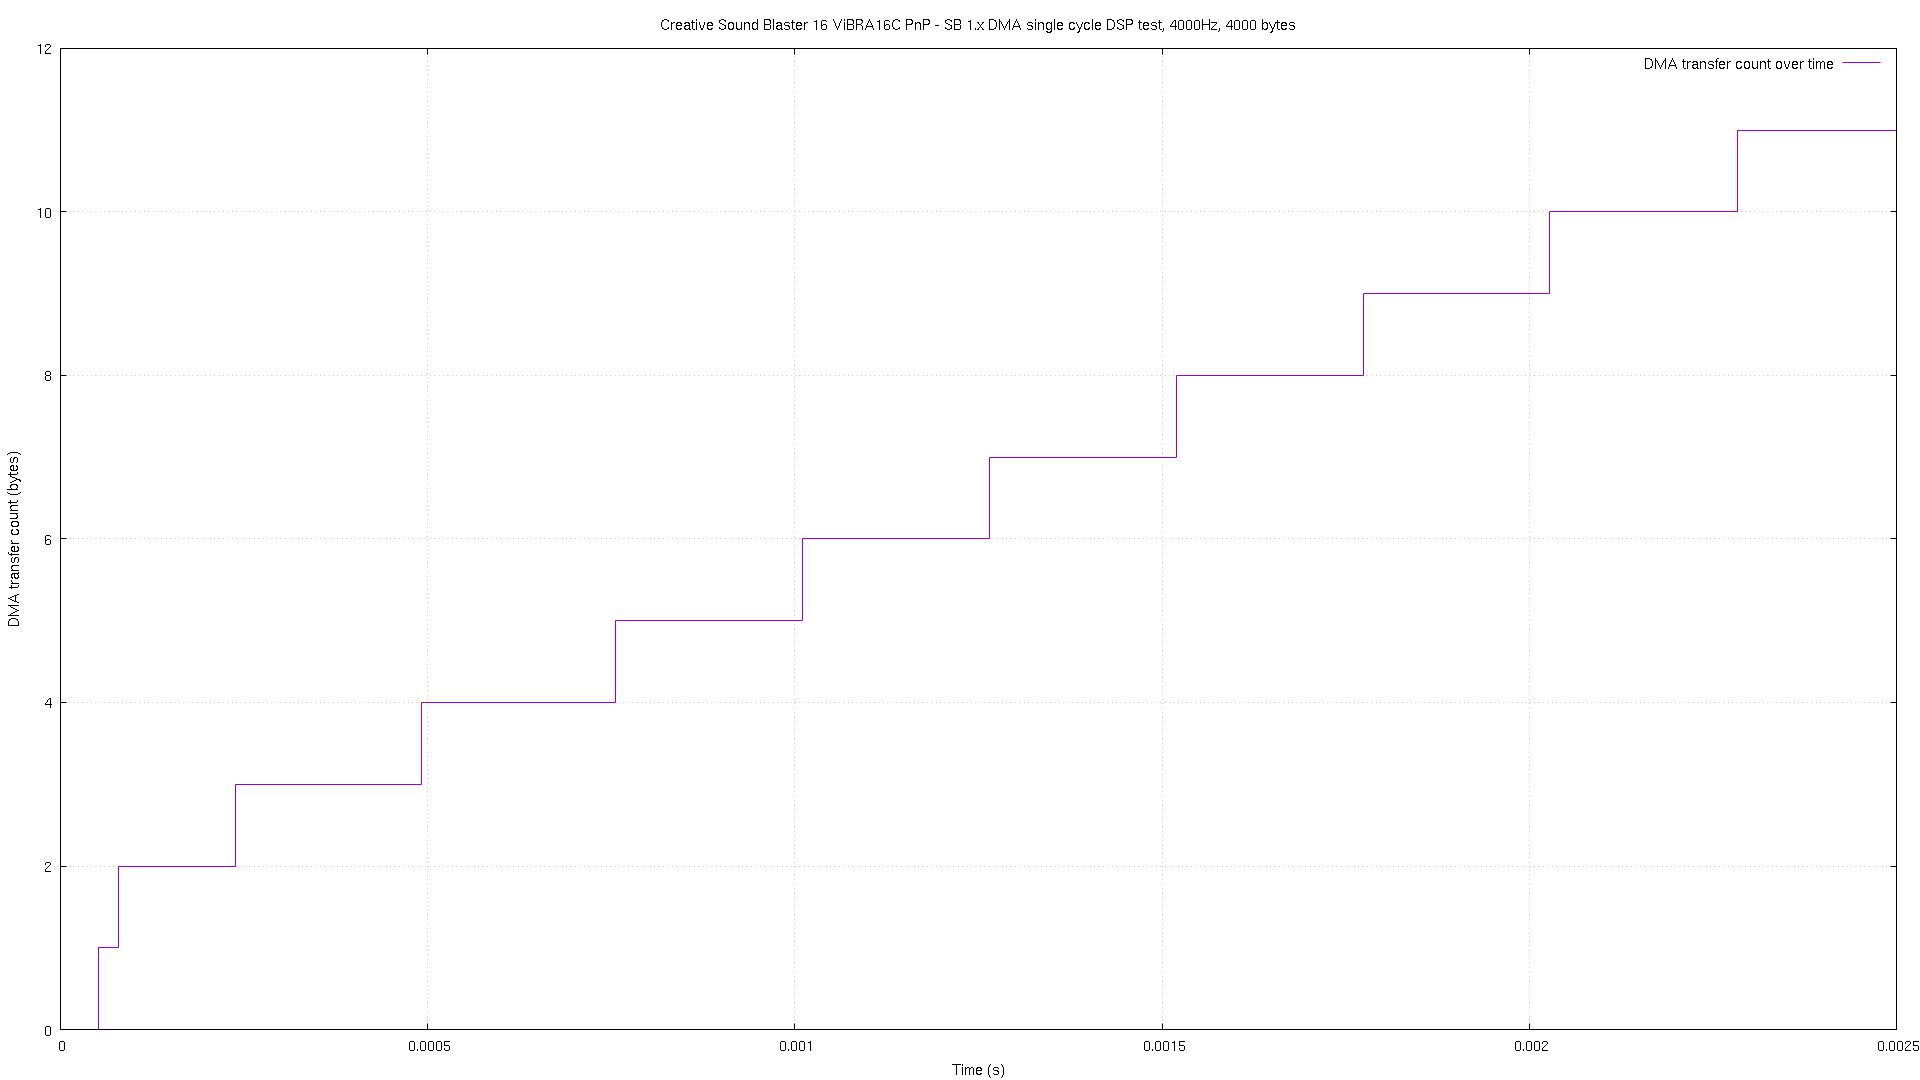 Creative Sound Blaster 16 ViBRA16C PnP - SB 1.x DMA single cycle DSP test, 4000Hz, 4000 bytes
DMA transfer count over time
12
10
8
6
4
2
0
DMA transfer count (bytes)
0 0.0005 0.001 0.0015 0.002 0.0025
Time (s)